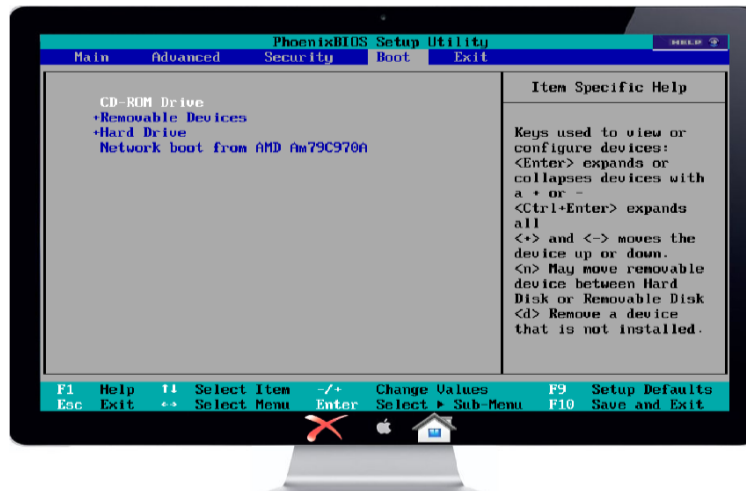 PhoenixBIOS Setup Utility
HELP ?
Main Advanced Security Boot Exit
CD-ROM Drive
+Removable Devices
+Hard Drive
Network boot from AMD Am79C970A
Item Specific Help
Keys used to view or
configure devices:
<Enter> expands or
collapses devices with
a + or -
<Ctrl+Enter> expands
all
<+> and <-> moves the
device up or down.
<n> May move removable
device between Hard
Disk or Removable Disk
<d> Remove a device
that is not installed.
F1 Help ↑↓ Select Item -/+ Change Values F9 Setup Defaults
Esc Exit ↔ Select Menu Enter Select ▶ Sub-Menu F10 Save and Exit